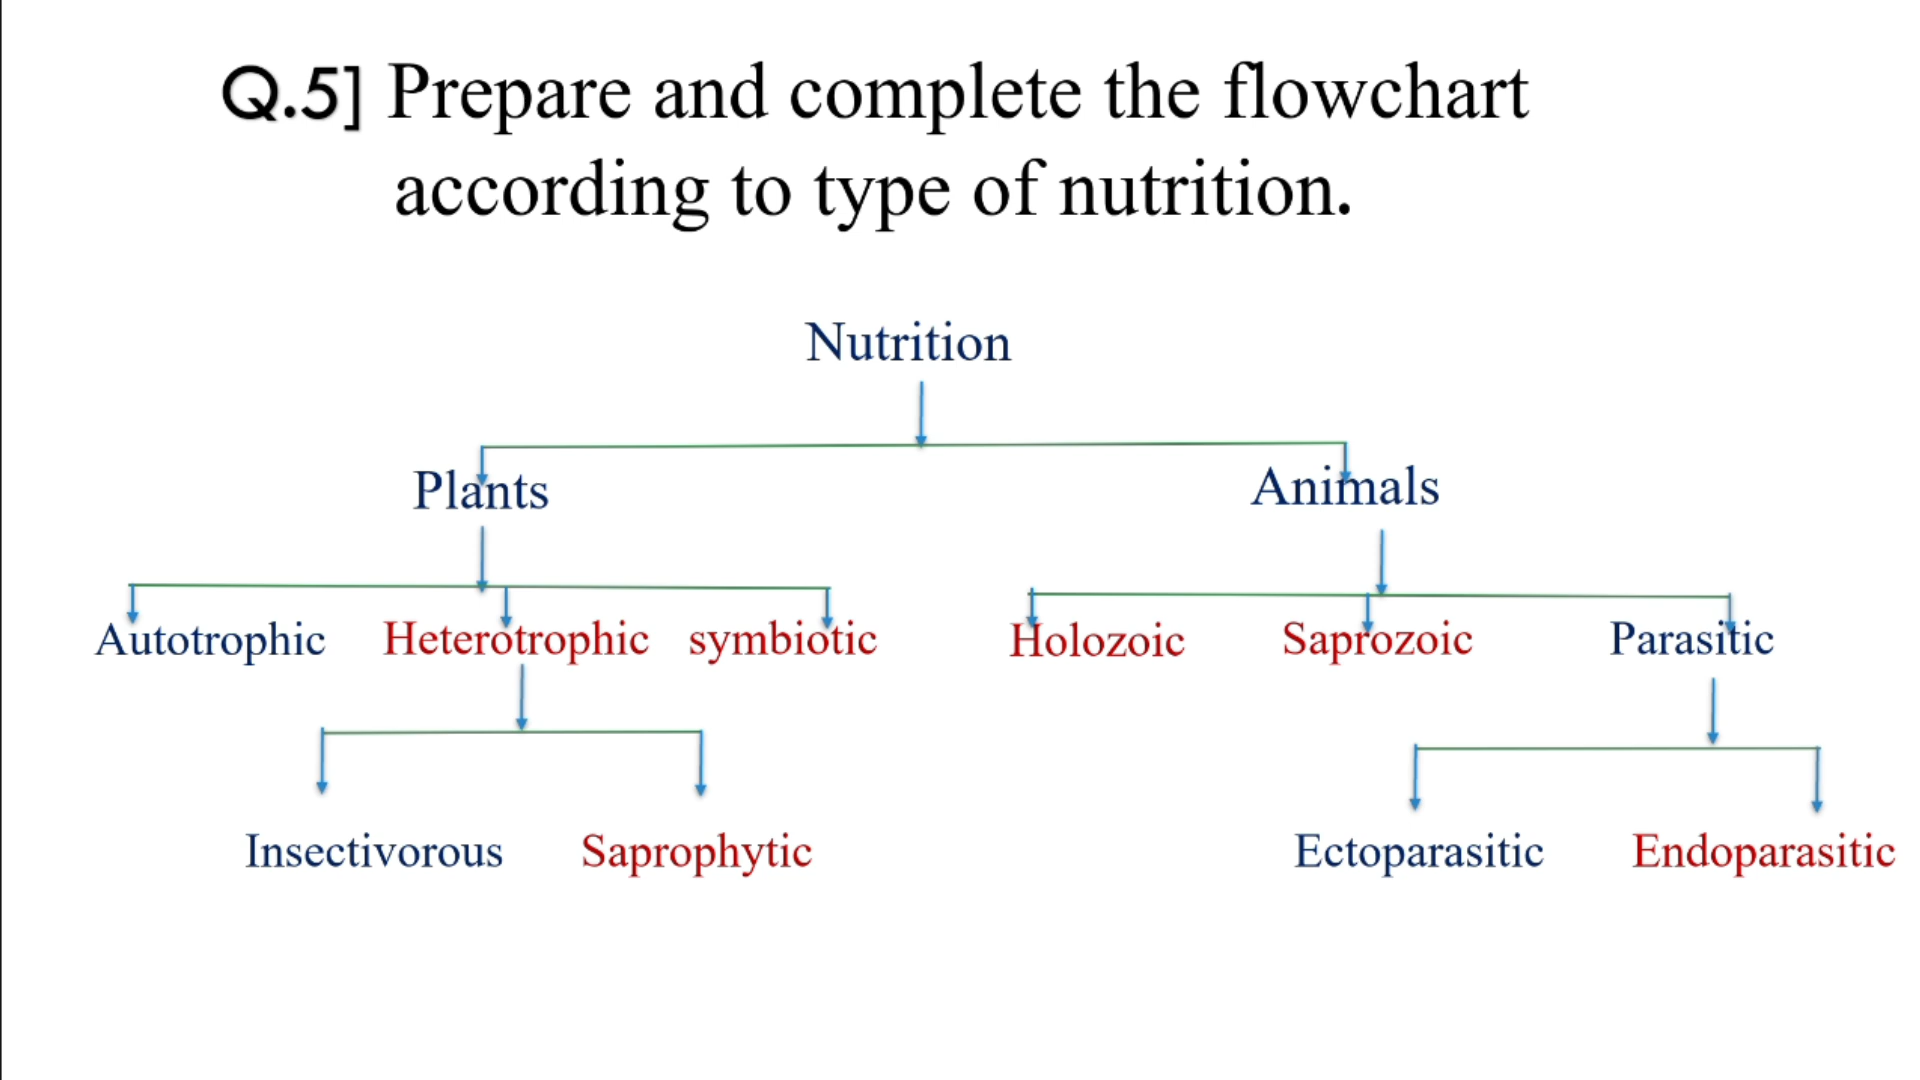 Q.5] Prepare and complete the flowchart
according to type of nutrition.
Nutrition
Plants Animals
Autotrophic Heterotrophic symbiotic Holozoic Saprozoic Parasitic
Insectivorous Saprophytic Ectoparasitic Endoparasitic